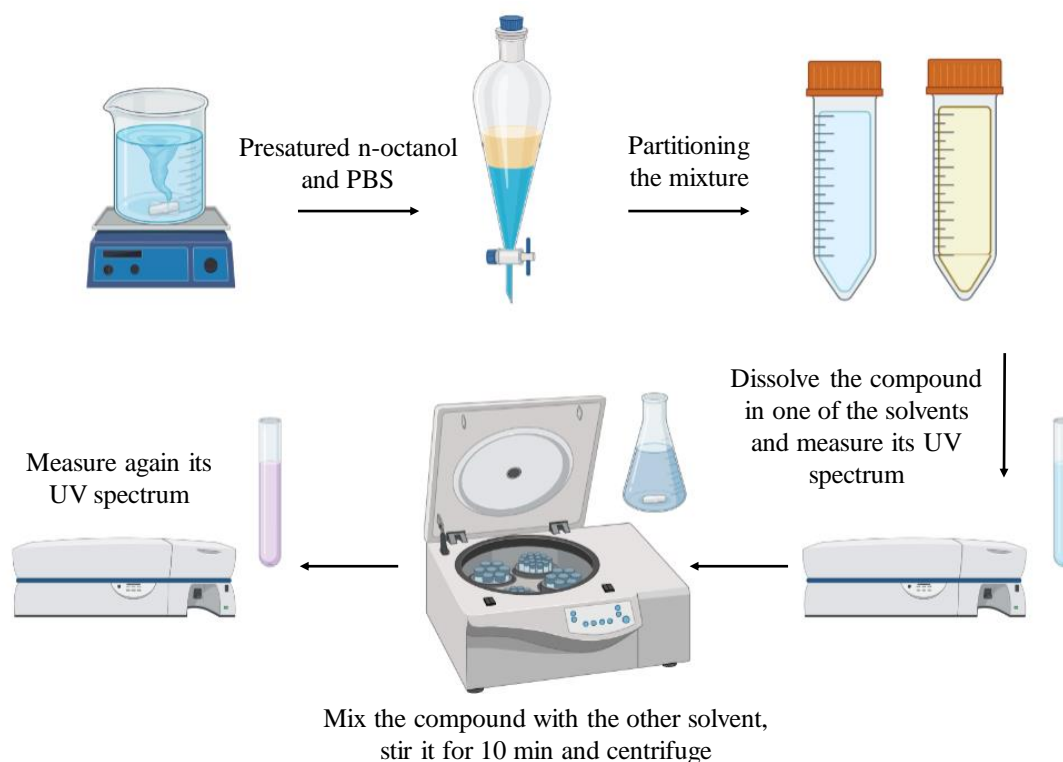 Presatured n-octanol
and PBS
Partitioning
the mixture
Dissolve the compound
in one of the solvents
and measure its UV
spectrum
Mix the compound with the other solvent,
stir it for 10 min and centrifuge
Measure again its
UV spectrum